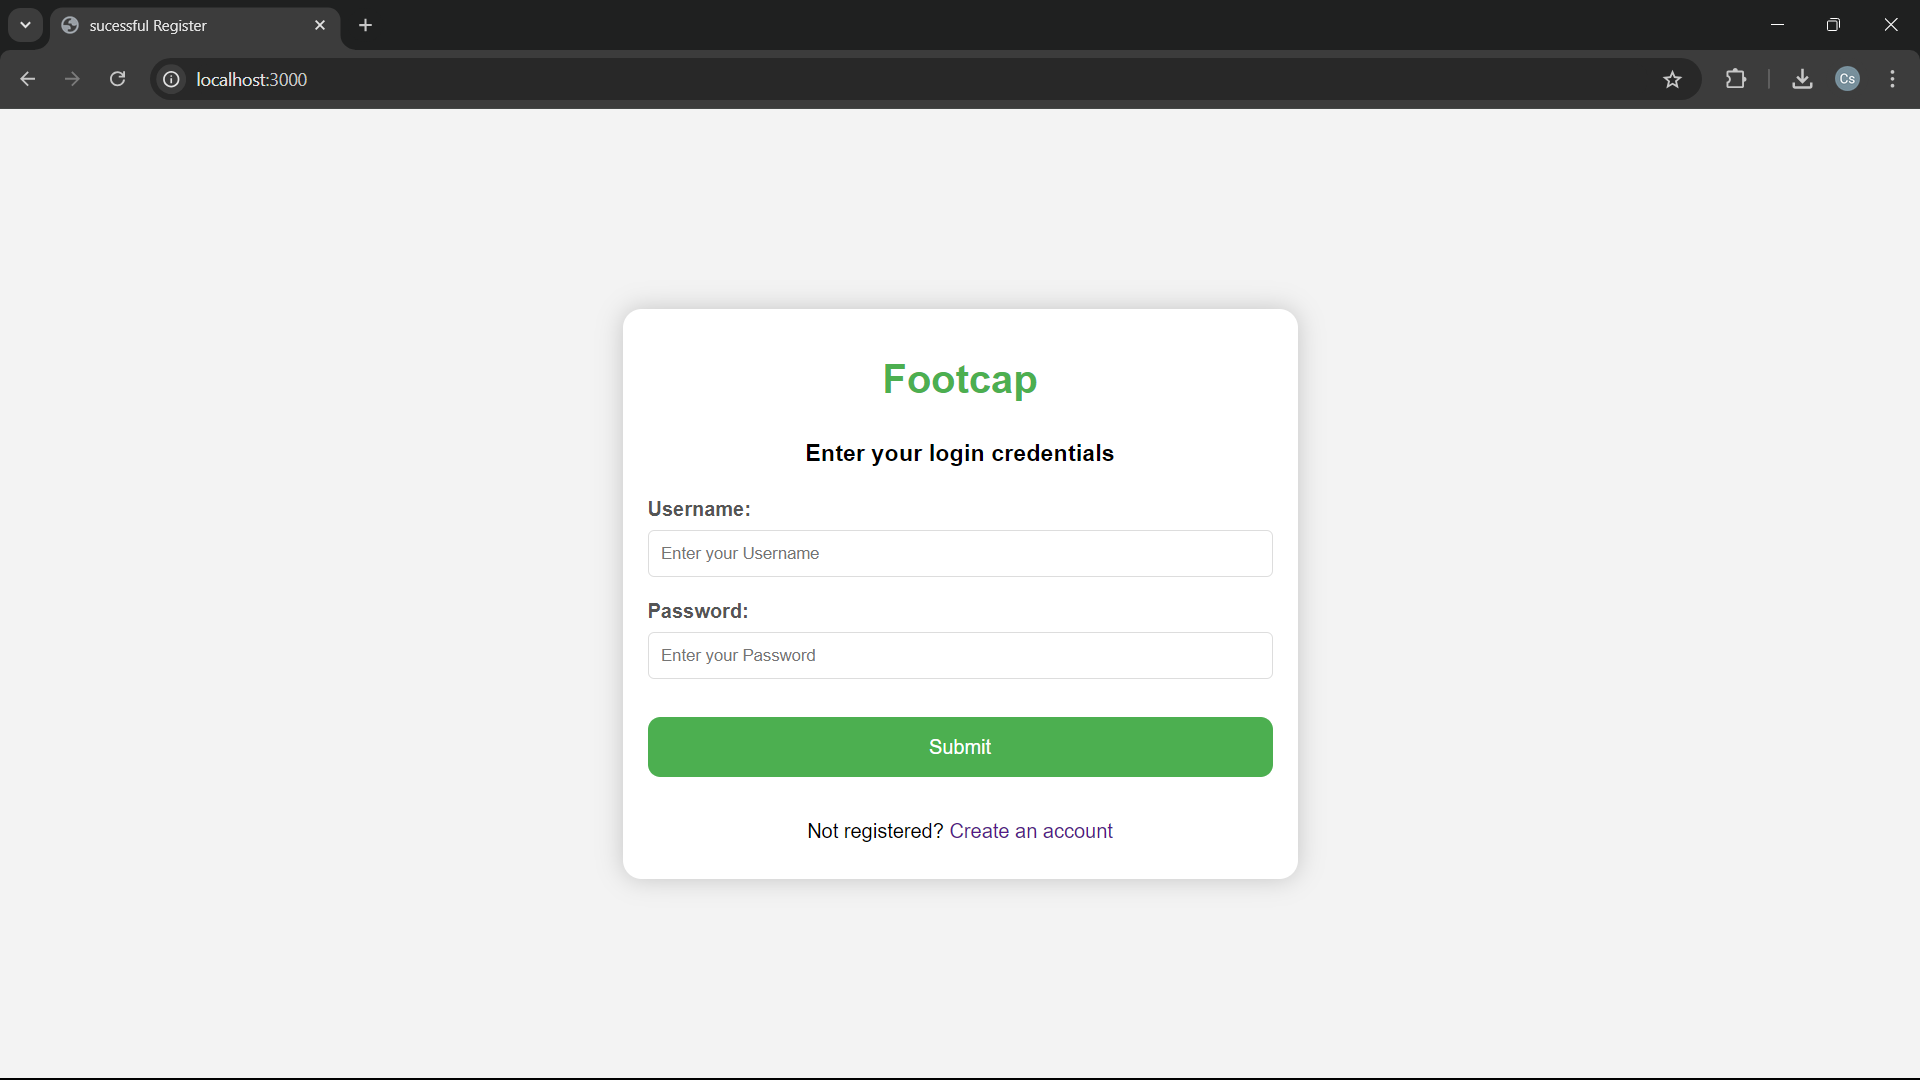 sucessful Register
localhost:3000
Cs
Footcap
Enter your login credentials
Username:
Enter your Username
Password:
Enter your Password
Submit
Not registered? Create an account